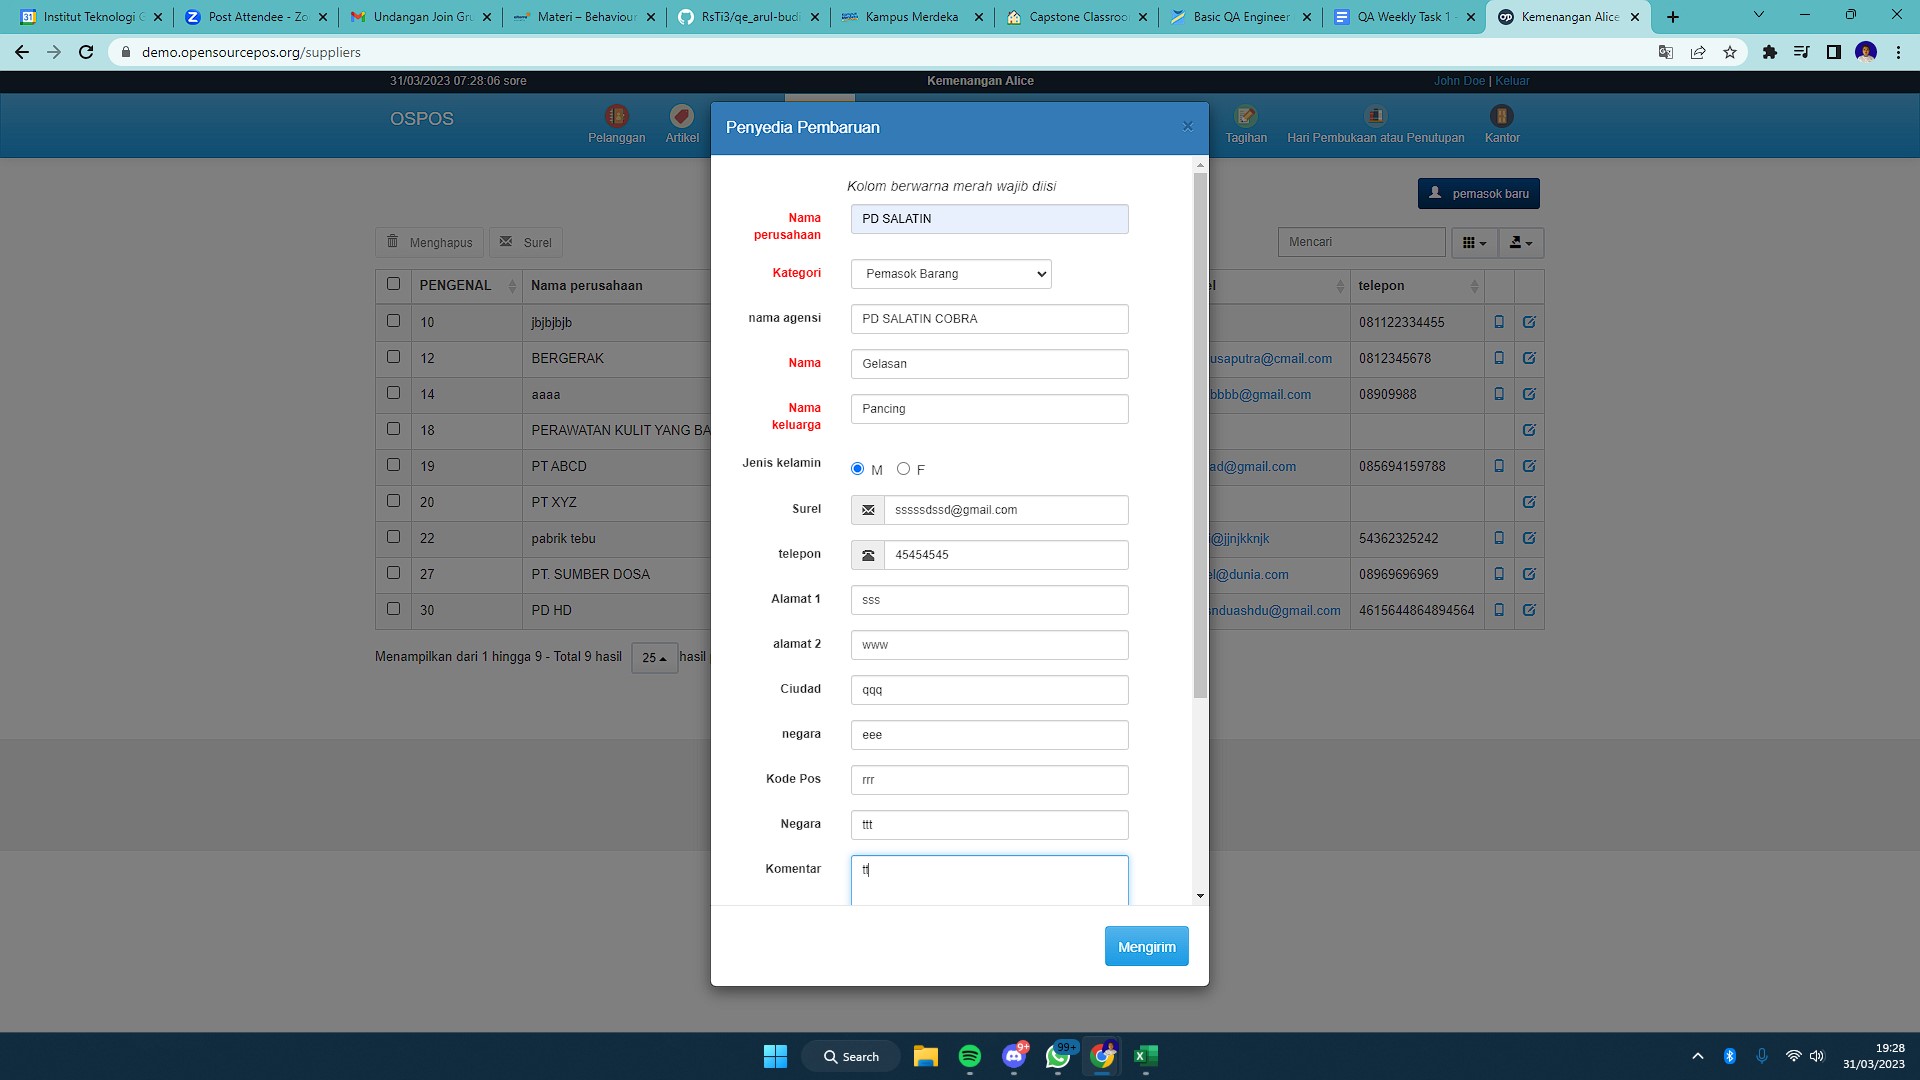 Institut Teknologi G
Post Attendee - Zo
Undangan Join Gru
Materi – Behaviour
RsTi3/qe_arul-budi
Kampus Merdeka
Capstone Classroo
Basic QA Engineer
QA Weekly Task 1 -
Kemenangan Alice
demo.opensourcepos.org/suppliers
31/03/2023 07:28:06 sore
Kemenangan Alice
John Doe | Keluar
OSPOS
Pelanggan
Artikel
Tagihan
Hari Pembukaan atau Penutupan
Kantor
pemasok baru
Menghapus
Surel
Mencari
PENGENAL
Nama perusahaan
el
telepon
10
jbjbjbjb
081122334455
12
BERGERAK
usaputra@cmail.com
0812345678
14
aaaa
bbbb@gmail.com
08909988
18
PERAWATAN KULIT YANG BA
19
PT ABCD
ad@gmail.com
085694159788
20
PT XYZ
22
pabrik tebu
i@jjnjkknjk
54362325242
27
PT. SUMBER DOSA
el@dunia.com
08969696969
30
PD HD
snduashdu@gmail.com
4615644864894564
Menampilkan dari 1 hingga 9 - Total 9 hasil
25
hasil
Penyedia Pembaruan
×
Kolom berwarna merah wajib diisi
Nama
perusahaan
PD SALATIN
Kategori
Pemasok Barang
nama agensi
PD SALATIN COBRA
Nama
Gelasan
Nama
keluarga
Pancing
Jenis kelamin
M
F
Surel
sssssdssd@gmail.com
telepon
45454545
Alamat 1
sss
alamat 2
www
Ciudad
qqq
negara
eee
Kode Pos
rrr
Negara
ttt
Komentar
tt
Mengirim
Search
9+
99+
19:28
31/03/2023